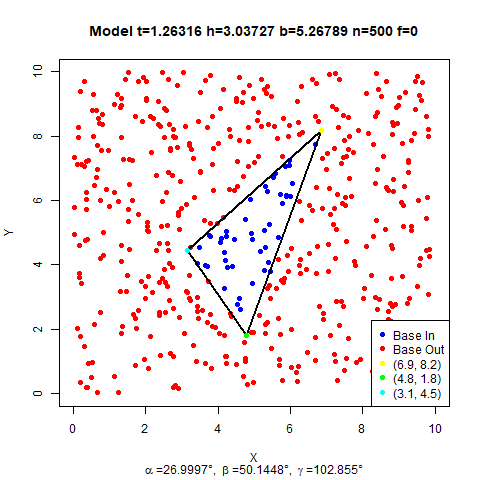 Model t=1.26316 h=3.03727 b=5.26789 n=500 f=0
10
8
6
4
2
0
Y
Base In
Base Out
(6.9, 8.2)
(4.8, 1.8)
(3.1, 4.5)
0 2 4 6 8 10
X
α=26.9997°, β=50.1448°, γ=102.855°